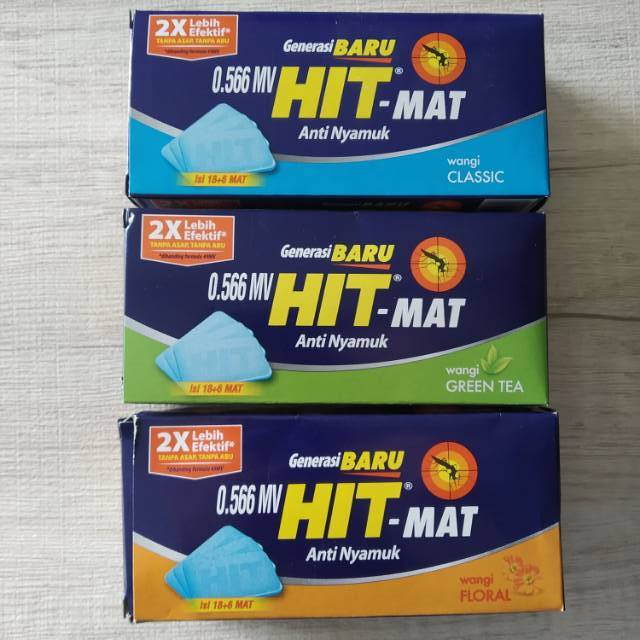 2X Lebih
Efektif*
TANPA ASAP, TANPA ABU
Generasi BARU
0.566 MV HIT®-MAT
Anti Nyamuk
HIT
Isi 18+6 MAT
wangi
CLASSIC
2X Lebih
Efektif*
TANPA ASAP, TANPA ABU
Generasi BARU
0.566 MV HIT®-MAT
Anti Nyamuk
HIT
Isi 18+6 MAT
wangi
GREEN TEA
2X Lebih
Efektif*
TANPA ASAP, TANPA ABU
Generasi BARU
0.566 MV HIT®-MAT
Anti Nyamuk
HIT
Isi 18+6 MAT
wangi
FLORAL